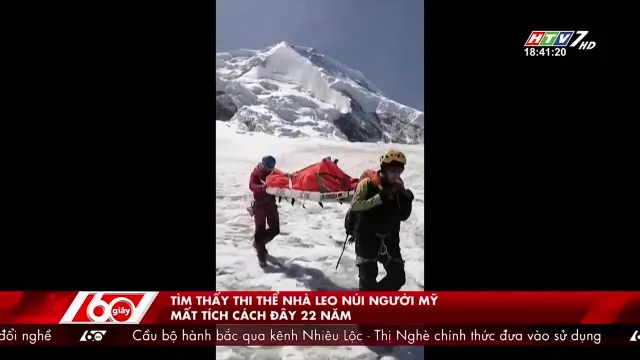 HTV7 HD
18:41:20
60 giây
TÌM THẤY THI THỂ NHÀ LEO NÚI NGƯỜI MỸ
MẤT TÍCH CÁCH ĐÂY 22 NĂM
đổi nghề 60 Cầu bộ hành bắc qua kênh Nhiêu Lộc - Thị Nghè chính thức đưa vào sử dụng 60